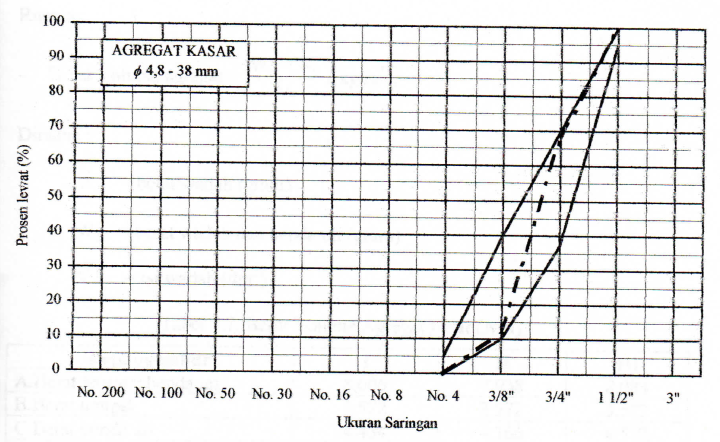 AGREGAT KASAR
ϕ 4,8 - 38 mm
Prosen lewat (%)
100
90
80
70
60
50
40
30
20
10
0
No. 200 No. 100 No. 50 No. 30 No. 16 No. 8 No. 4 3/8" 3/4" 1 1/2" 3"
Ukuran Saringan